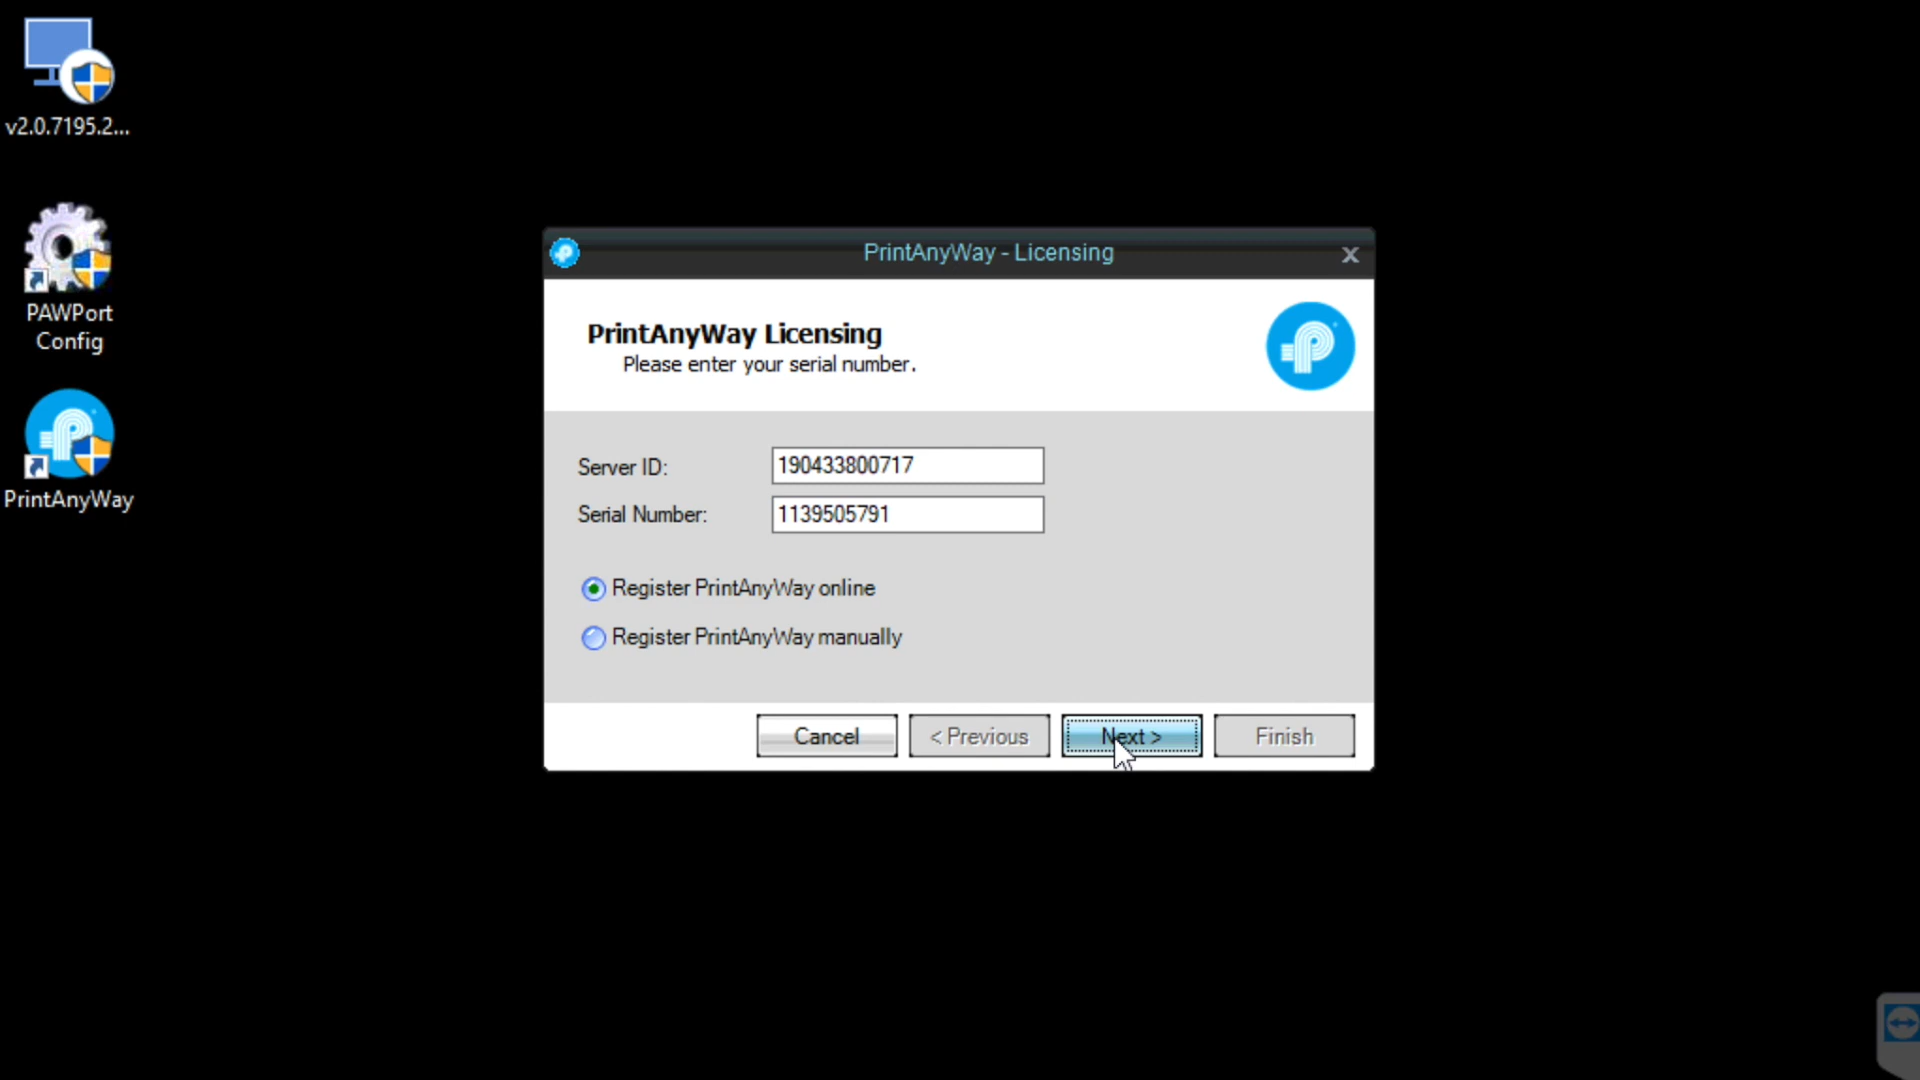 v2.0.7195.2...
PAWPort
Config
PrintAnyWay
PrintAnyWay - Licensing
PrintAnyWay Licensing
Please enter your serial number.
Server ID: 190433800717
Serial Number: 1139505791
Register PrintAnyWay online
Register PrintAnyWay manually
Cancel < Previous Next > Finish